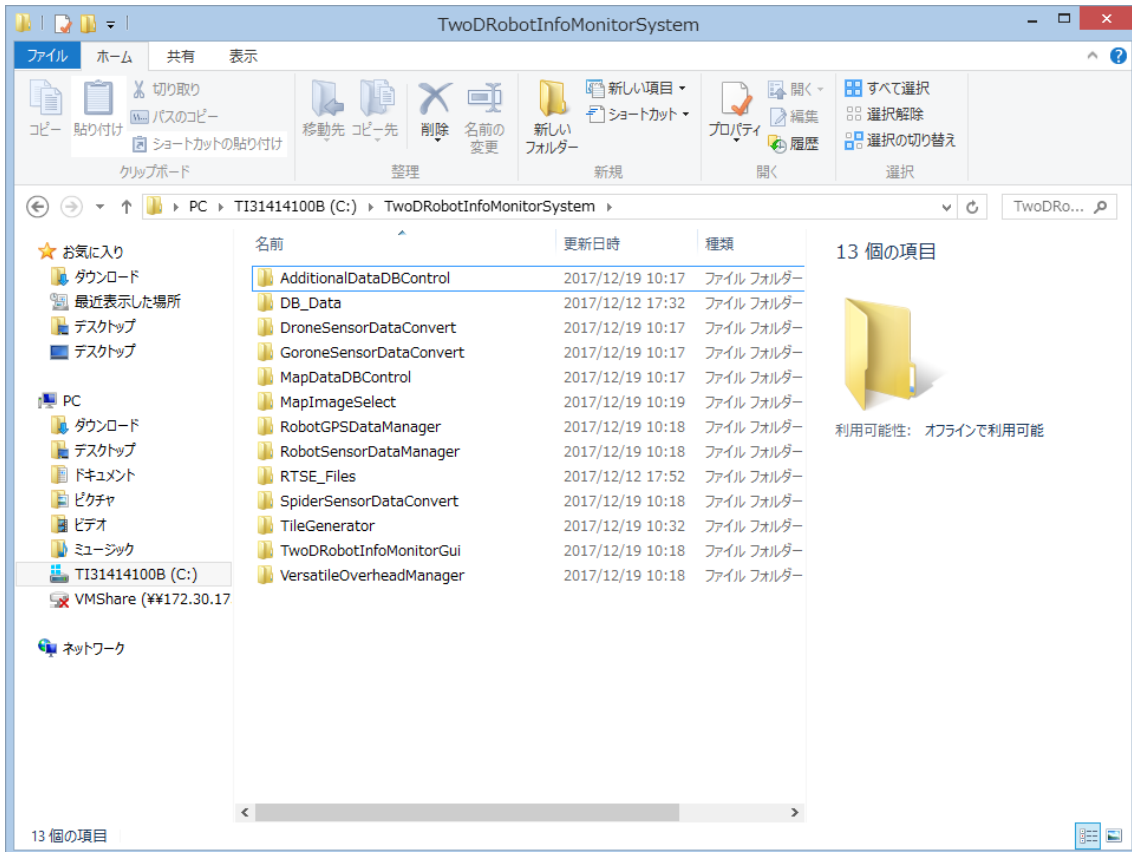 TwoDRobotInfoMonitorSystem
ファイル ホーム 共有 表示
コピー 貼り付け 切り取り
パスのコピー
ショートカットの貼り付け
移動先 コピー先 削除 名前の変更
新しいフォルダー
新しい項目
ショートカット
プロパティ
開く
編集
履歴
すべて選択
選択解除
選択の切り替え
クリップボード 整理 新規 開く 選択
PC TI31414100B (C:) TwoDRobotInfoMonitorSystem TwoDRo...
お気に入り
ダウンロード
最近表示した場所
デスクトップ
デスクトップ
PC
ダウンロード
デスクトップ
ドキュメント
ピクチャ
ビデオ
ミュージック
TI31414100B (C:)
VMShare (¥¥172.30.17
ネットワーク
名前 更新日時 種類
AdditionalDataDBControl 2017/12/19 10:17 ファイル フォルダー
DB_Data 2017/12/12 17:32 ファイル フォルダー
DroneSensorDataConvert 2017/12/19 10:17 ファイル フォルダー
GoroneSensorDataConvert 2017/12/19 10:17 ファイル フォルダー
MapDataDBControl 2017/12/19 10:17 ファイル フォルダー
MapImageSelect 2017/12/19 10:19 ファイル フォルダー
RobotGPSDataManager 2017/12/19 10:18 ファイル フォルダー
RobotSensorDataManager 2017/12/19 10:18 ファイル フォルダー
RTSE_Files 2017/12/12 17:52 ファイル フォルダー
SpiderSensorDataConvert 2017/12/19 10:18 ファイル フォルダー
TileGenerator 2017/12/19 10:32 ファイル フォルダー
TwoDRobotInfoMonitorGui 2017/12/19 10:18 ファイル フォルダー
VersatileOverheadManager 2017/12/19 10:18 ファイル フォルダー
13 個の項目
利用可能性: オフラインで利用可能
13 個の項目